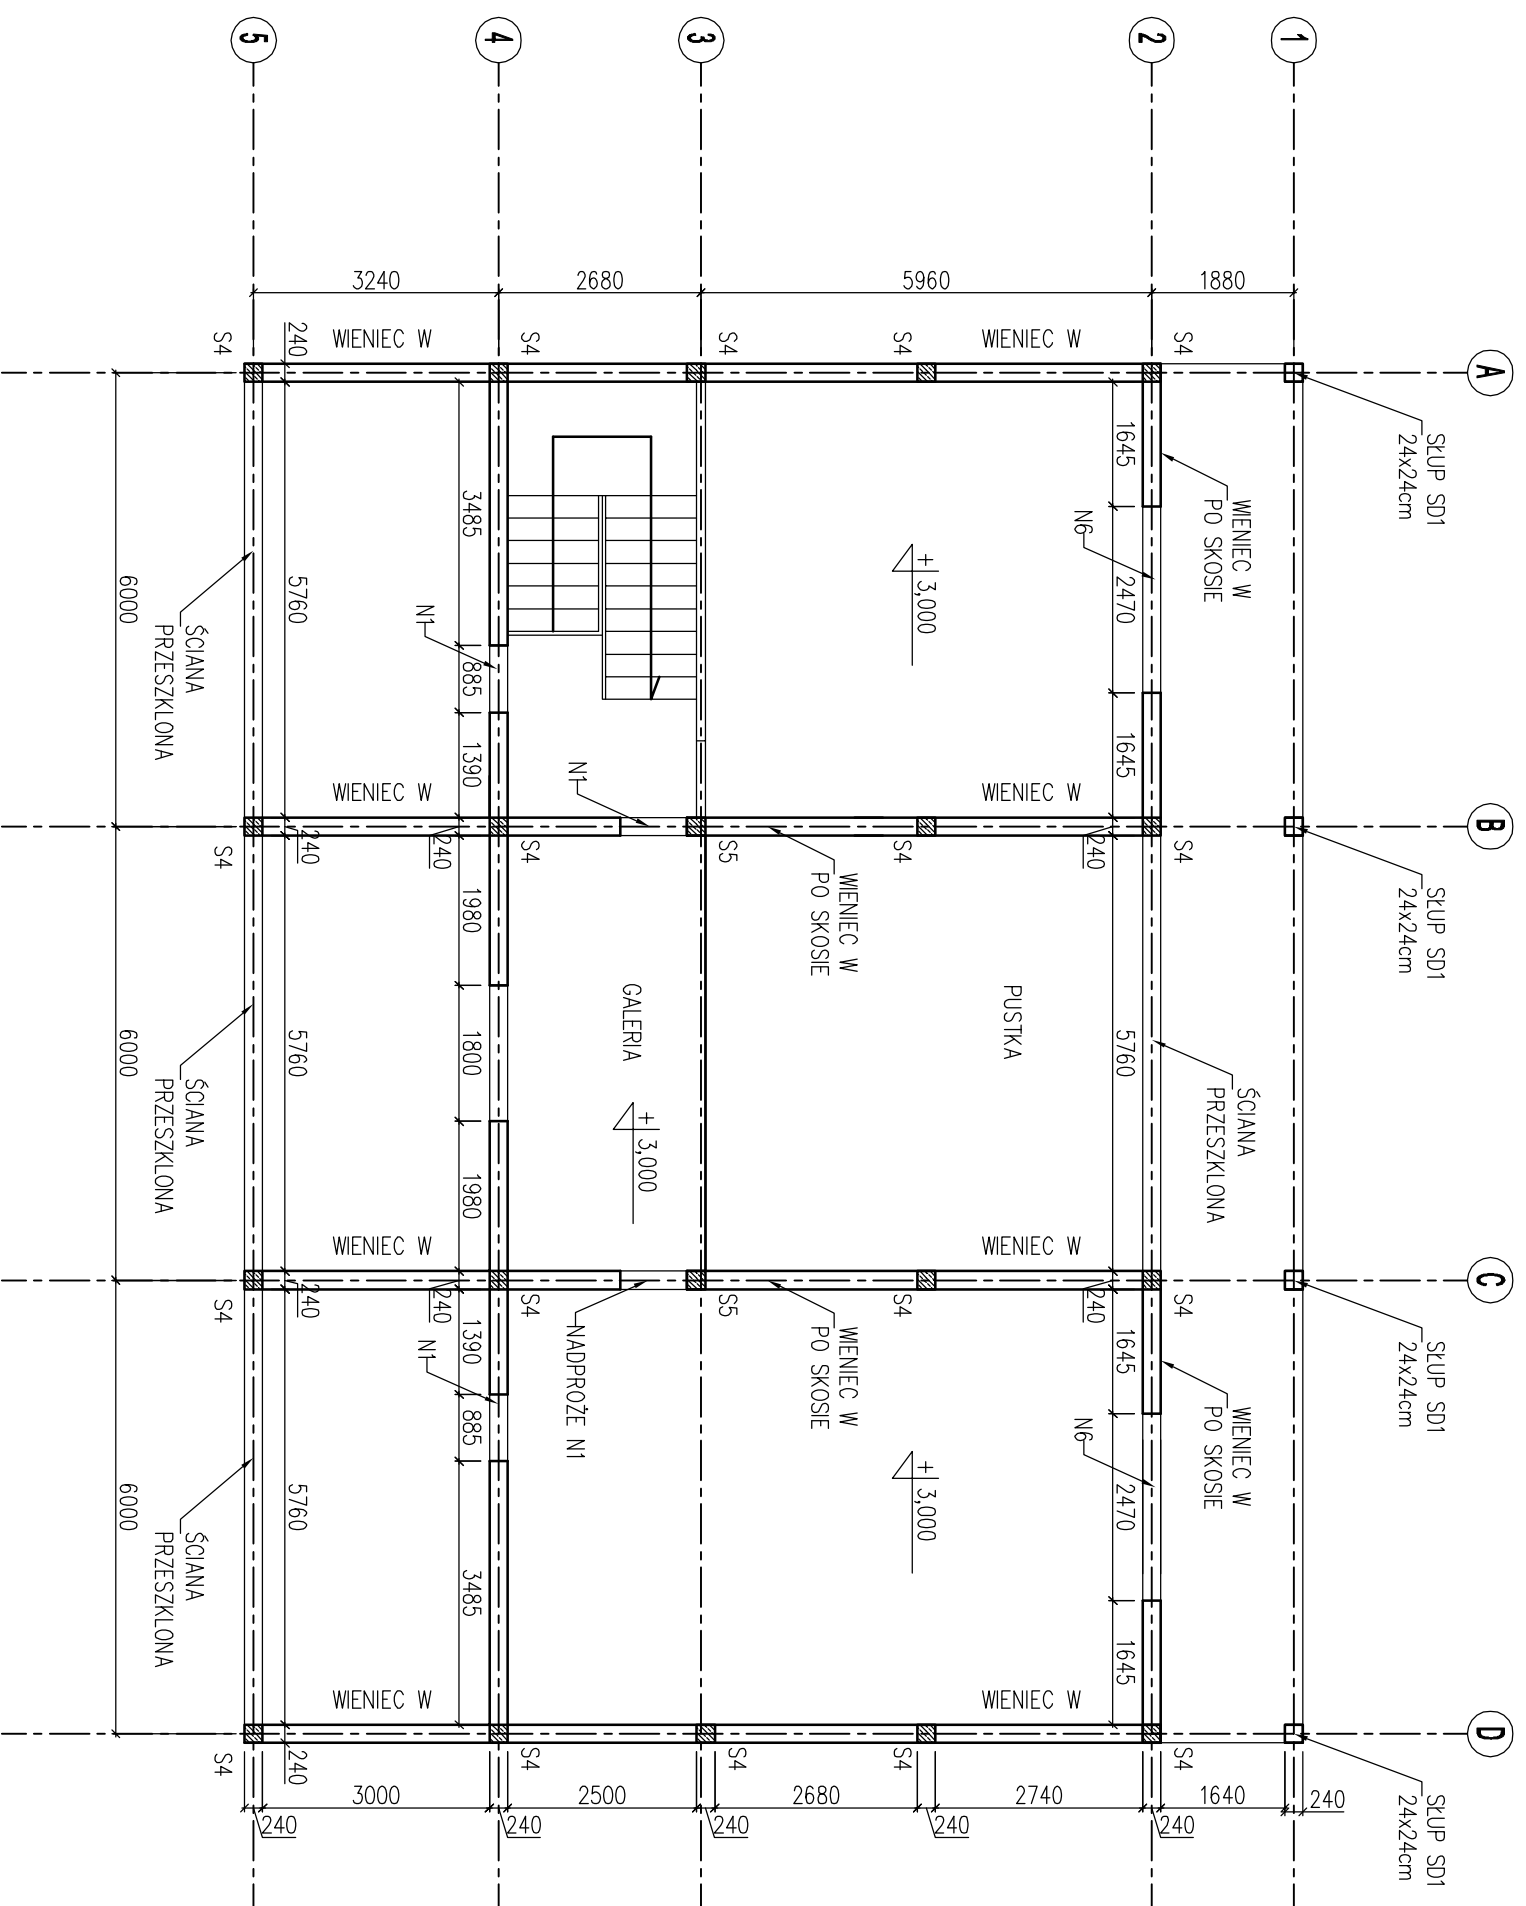 5
4
3
2
1
3240
2680
5960
1880
A
S4
240
WIENIEC W
S4
S4
S4
WIENIEC W
S4
SŁUP SD1
24x24cm
1645
WIENIEC W
PO SKOSIE
3485
N6
+3,000
2470
6000
5760
N1
ŚCIANA
PRZESZKLONA
885
1390
1645
N1
WIENIEC W
WIENIEC W
B
S4
240
240
S4
S5
S4
240
S4
SŁUP SD1
24x24cm
WIENIEC W
PO SKOSIE
1980
GALERIA
PUSTKA
6000
5760
1800
5760
ŚCIANA
PRZESZKLONA
+3,000
ŚCIANA
PRZESZKLONA
1980
WIENIEC W
WIENIEC W
C
S4
240
240
S4
S5
S4
240
S4
SŁUP SD1
24x24cm
1390
N1
NADPROŻE N1
WIENIEC W
PO SKOSIE
1645
WIENIEC W
PO SKOSIE
885
N6
+3,000
2470
6000
5760
ŚCIANA
PRZESZKLONA
3485
1645
WIENIEC W
WIENIEC W
D
S4
240
S4
S4
S4
S4
SŁUP SD1
24x24cm
3000
2500
2680
2740
1640
240
240
240
240
240
240